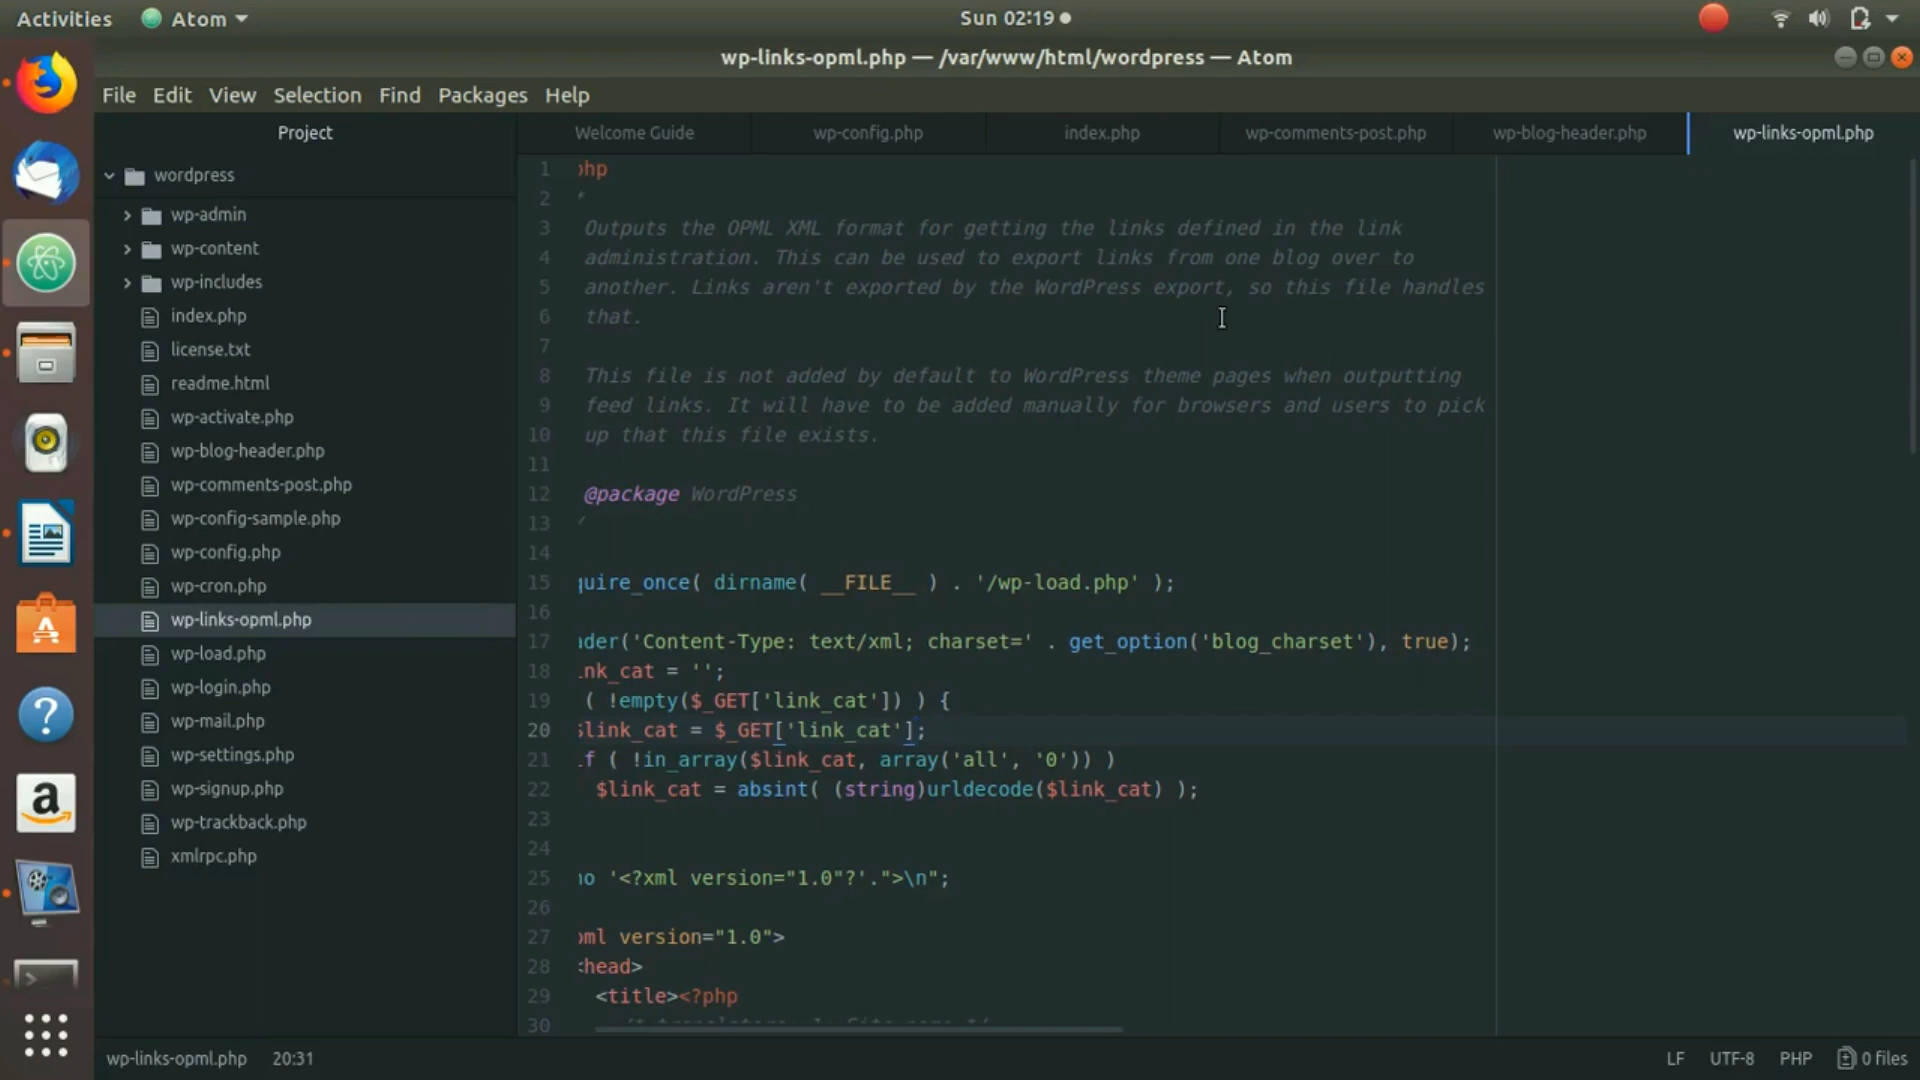 Activities
Atom
Sun 02:19
wp-links-opml.php — /var/www/html/wordpress — Atom
File Edit View Selection Find Packages Help
Project
Welcome Guide
wp-config.php
index.php
wp-comments-post.php
wp-blog-header.php
wp-links-opml.php
wordpress
wp-admin
wp-content
wp-includes
index.php
license.txt
readme.html
wp-activate.php
wp-blog-header.php
wp-comments-post.php
wp-config-sample.php
wp-config.php
wp-cron.php
wp-links-opml.php
wp-load.php
wp-login.php
wp-mail.php
wp-settings.php
wp-signup.php
wp-trackback.php
xmlrpc.php
1 php
2 *
3 Outputs the OPML XML format for getting the links defined in the link
4 administration. This can be used to export links from one blog over to
5 another. Links aren't exported by the WordPress export, so this file handles
6 that.
7
8 This file is not added by default to WordPress theme pages when outputting
9 feed links. It will have to be added manually for browsers and users to pick
10 up that this file exists.
11
12 @package WordPress
13 /
14
15 quire_once( dirname( __FILE__ ) . '/wp-load.php' );
16
17 ader('Content-Type: text/xml; charset=' . get_option('blog_charset'), true);
18 ink_cat = '';
19 ( !empty($_GET['link_cat']) ) {
20 $link_cat = $_GET['link_cat'];
21 if ( !in_array($link_cat, array('all', '0')) )
22 $link_cat = absint( (string)urldecode($link_cat) );
23
24
25 ho '<?xml version="1.0"?'.">\n";
26
27 pml version="1.0">
28 <head>
29 <title><?php
30
wp-links-opml.php 20:31
LF UTF-8 PHP 0 files